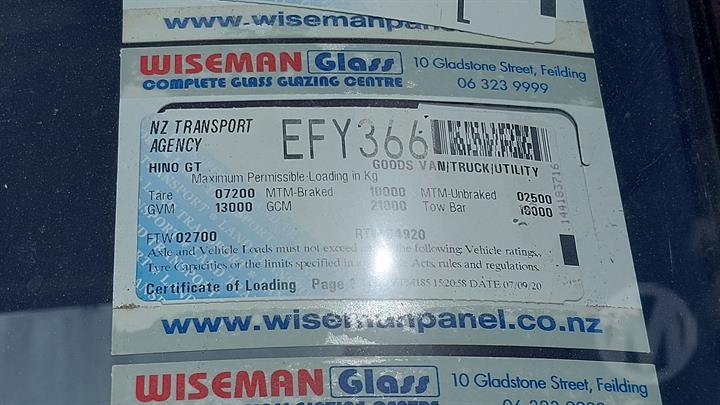 www.wisemanpanel
WISEMAN Glass 10 Gladstone Street, Feilding
COMPLETE GLASS GLAZING CENTRE 06 323 9999
NZ TRANSPORT AGENCY EFY366
HINO GT GOODS VAN/TRUCK/UTILITY
Maximum Permissible Loading in Kg
Tare 07200 MTM-Braked 18000 MTM-Unbraked 02500
GVM 13000 GCM 21000 Tow Bar 18000
144183716
FTW 02700
Axle and Vehicle Loads must not exceed the following: Vehicle ratings,
Tyre Capacities or the limits specified in Acts, rules and regulations.
Certificate of Loading Page 15:20:58 DATE 07/09/20
www.wisemanpanel.co.nz
WISEMAN Glass 10 Gladstone Street, Feilding